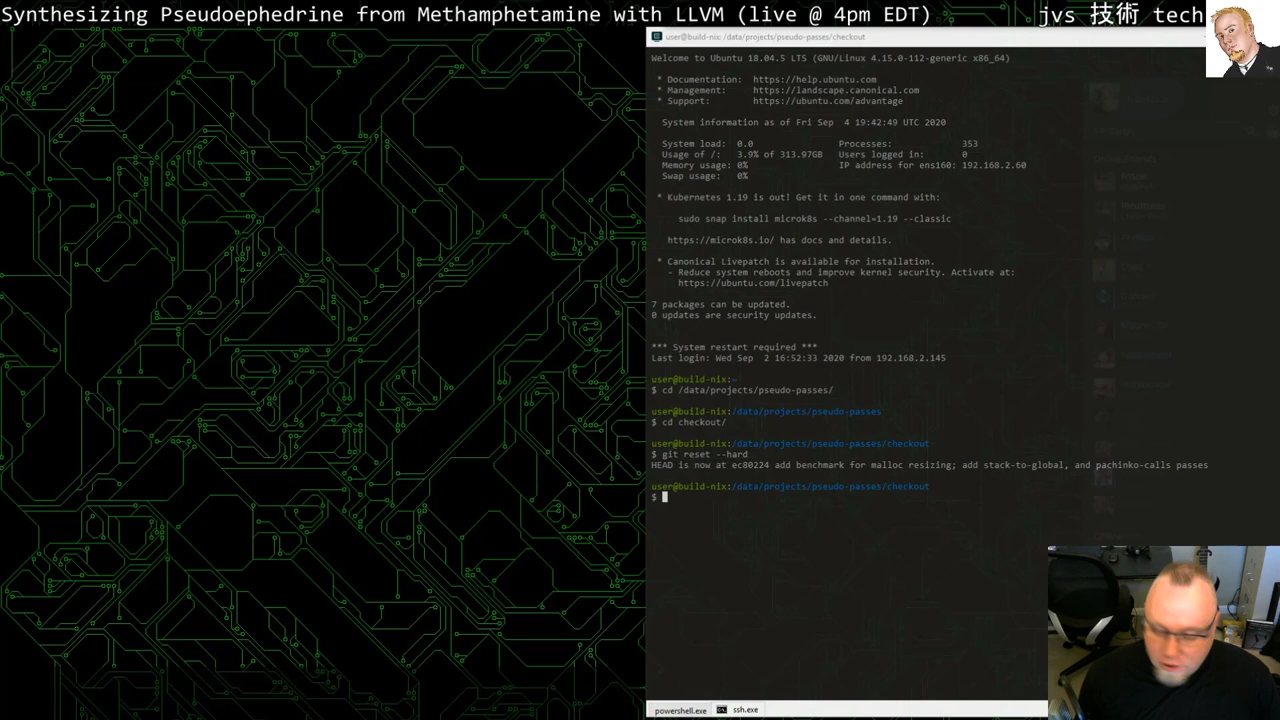 Synthesizing Pseudoephedrine from Methamphetamine with LLVM (live @ 4pm EDT)
jvs 技術 tech
user@build-nix: /data/projects/pseudo-passes/checkout
Welcome to Ubuntu 18.04.5 LTS (GNU/Linux 4.15.0-112-generic x86_64)
* Documentation: https://help.ubuntu.com
* Management: https://landscape.canonical.com
* Support: https://ubuntu.com/advantage
System information as of Fri Sep 4 19:42:49 UTC 2020
System load: 0.0 Processes: 353
Usage of /: 3.9% of 313.97GB Users logged in: 0
Memory usage: 0% IP address for ens160: 192.168.2.60
Swap usage: 0%
* Kubernetes 1.19 is out! Get it in one command with:
sudo snap install microk8s --channel=1.19 --classic
https://microk8s.io/ has docs and details.
* Canonical Livepatch is available for installation.
- Reduce system reboots and improve kernel security. Activate at:
https://ubuntu.com/livepatch
7 packages can be updated.
0 updates are security updates.
*** System restart required ***
Last login: Wed Sep 2 16:52:33 2020 from 192.168.2.145
user@build-nix:~
$ cd /data/projects/pseudo-passes/
user@build-nix:/data/projects/pseudo-passes
$ cd checkout/
user@build-nix:/data/projects/pseudo-passes/checkout
$ git reset --hard
HEAD is now at ec80224 add benchmark for malloc resizing; add stack-to-global, and pachinko-calls passes
user@build-nix:/data/projects/pseudo-passes/checkout
$
powershell.exe
ssh.exe